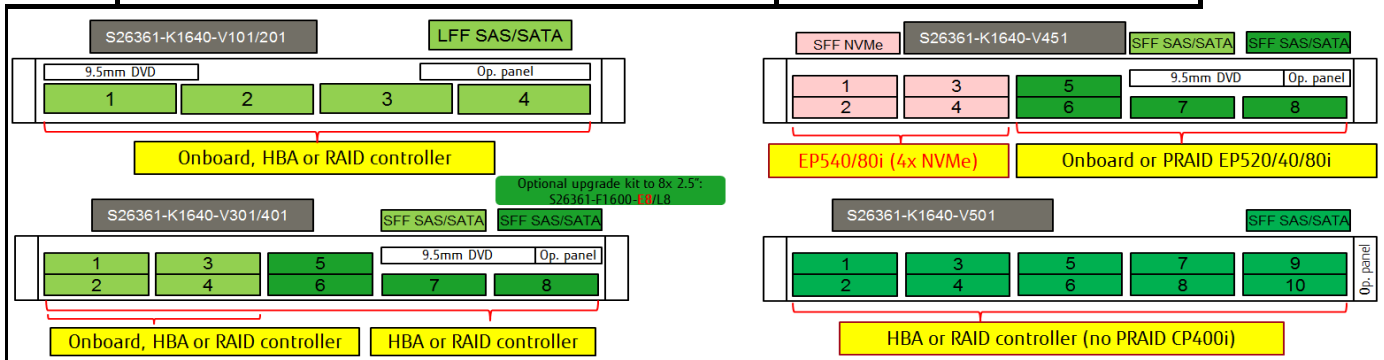 S26361-K1640-V101/201
LFF SAS/SATA
9.5mm DVD
Op. panel
1
2
3
4
Onboard, HBA or RAID controller
Optional upgrade kit to 8x 2.5":
S26361-F1600-E8/L8
S26361-K1640-V301/401
SFF SAS/SATA
SFF SAS/SATA
9.5mm DVD
Op. panel
1
3
5
2
4
6
7
8
Onboard, HBA or RAID controller
HBA or RAID controller
SFF NVMe
S26361-K1640-V451
SFF SAS/SATA
SFF SAS/SATA
9.5mm DVD
Op. panel
1
3
5
2
4
6
7
8
EP540/80i (4x NVMe)
Onboard or PRAID EP520/40/80i
S26361-K1640-V501
SFF SAS/SATA
1
3
5
7
9
2
4
6
8
10
Op. panel
HBA or RAID controller (no PRAID CP400i)